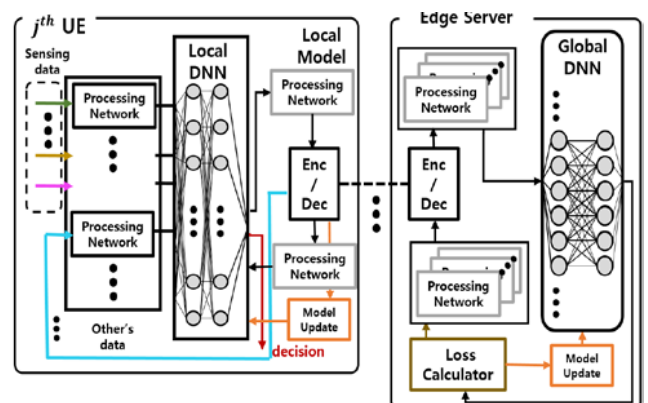 j^th UE
Sensing
data
Processing
Network
Processing
Network
Other's
data
Local
DNN
decision
Local
Model
Processing
Network
Enc
/
Dec
Processing
Network
Model
Update
Edge Server
Processing
Network
Enc
/
Dec
Processing
Network
Loss
Calculator
Global
DNN
Model
Update